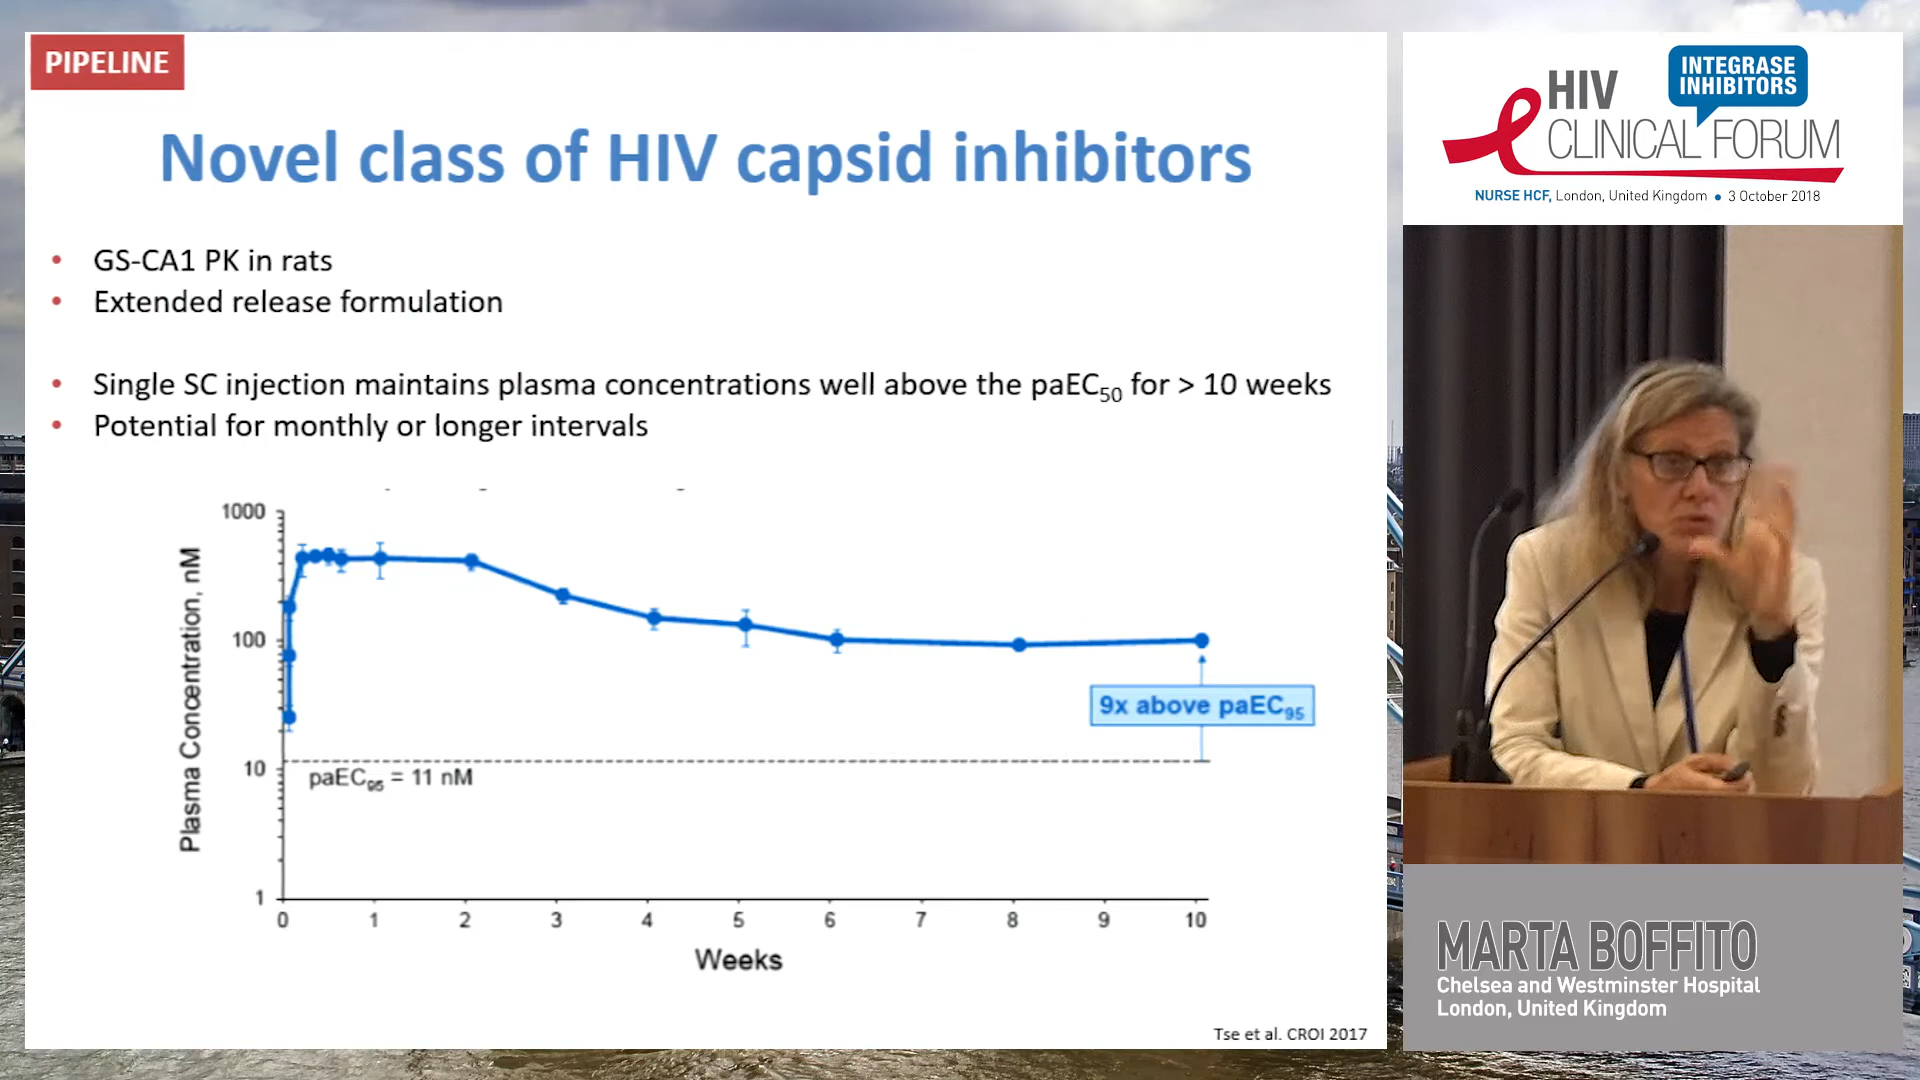 PIPELINE
Novel class of HIV capsid inhibitors
• GS-CA1 PK in rats
• Extended release formulation
• Single SC injection maintains plasma concentrations well above the paEC50 for > 10 weeks
• Potential for monthly or longer intervals
1000
100
10
1
Plasma Concentration, nM
9x above paEC95
paEC95 = 11 nM
0 1 2 3 4 5 6 7 8 9 10
Weeks
Tse et al. CROI 2017
INTEGRASE
INHIBITORS
HIV
CLINICAL FORUM
NURSE HCF, London, United Kingdom • 3 October 2018
MARTA BOFFITO
Chelsea and Westminster Hospital
London, United Kingdom